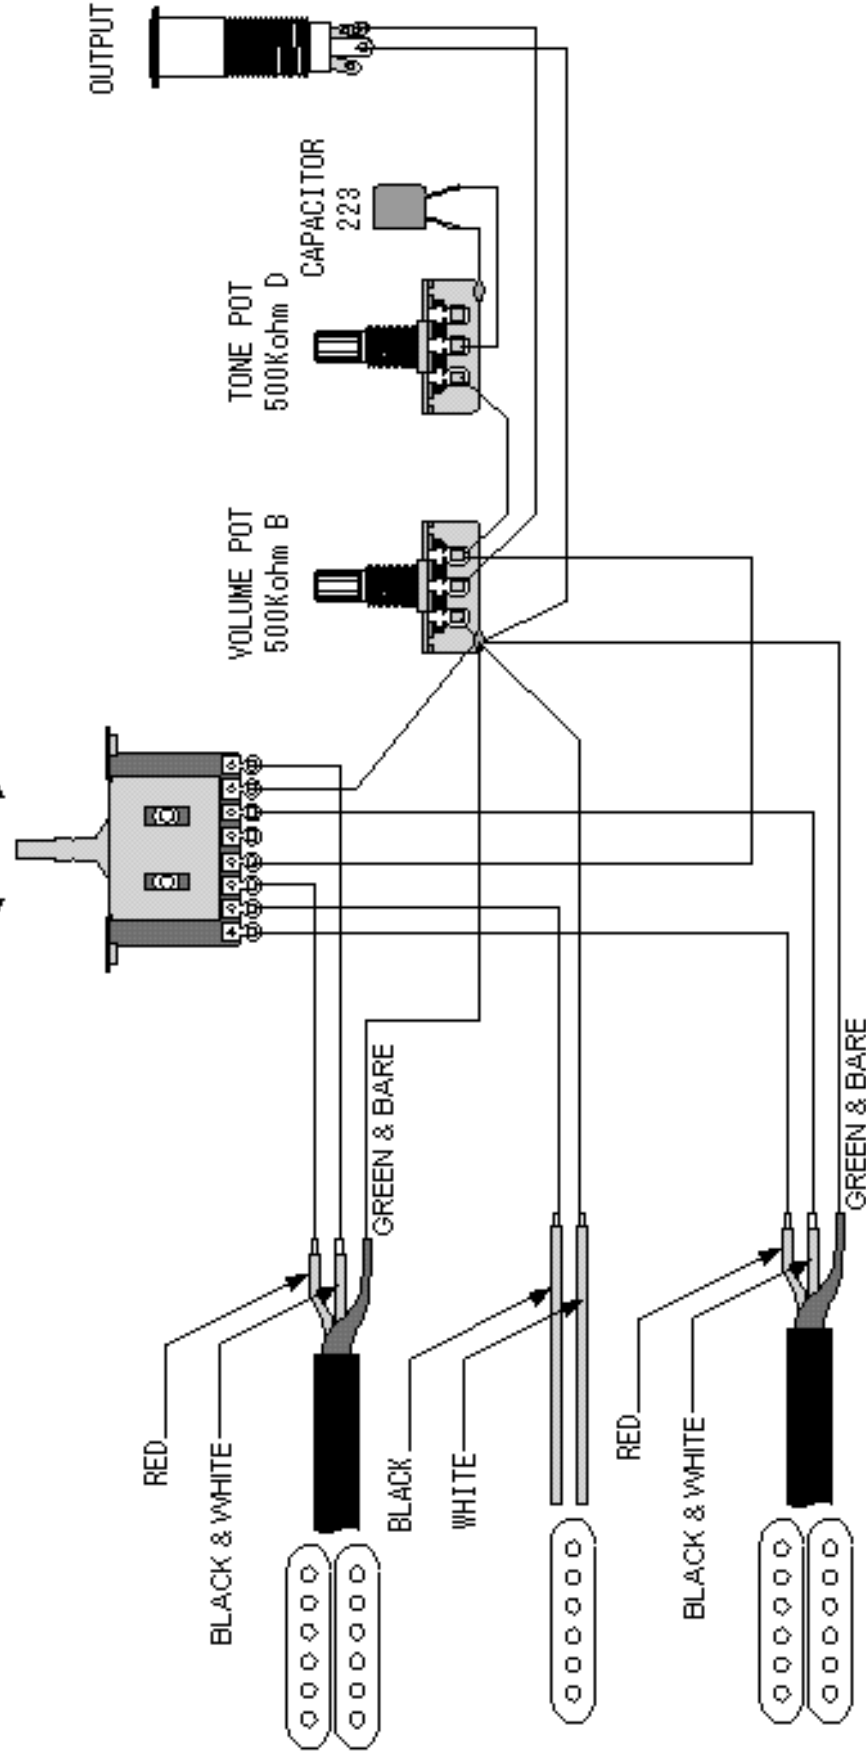 OUTPUT
CAPACITOR
223
TONE POT
500Kohm D
VOLUME POT
500Kohm B
GREEN & BARE
GREEN & BARE
RED
BLACK & WHITE
BLACK
WHITE
RED
BLACK & WHITE